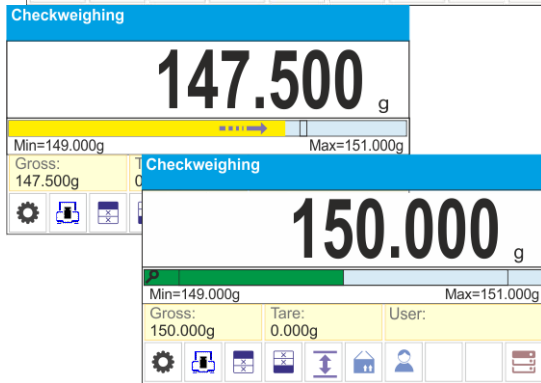 Checkweighing
147.500 g
Min=149.000g Max=151.000g
Gross:
147.500g
Checkweighing
150.000 g
Min=149.000g Max=151.000g
Gross: Tare: User:
150.000g 0.000g